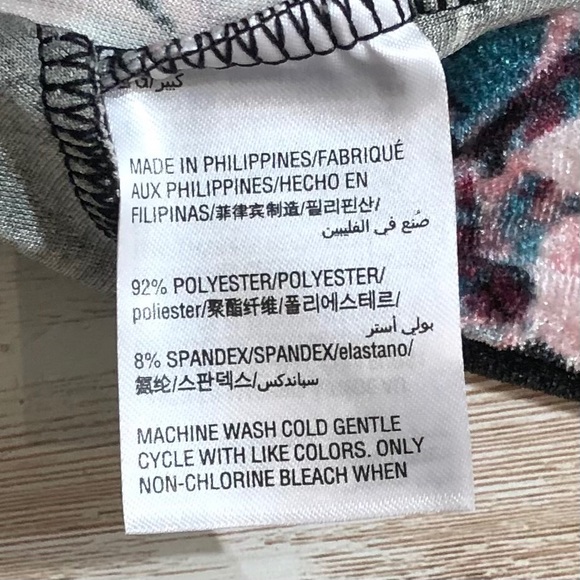 كبير/G
MADE IN PHILIPPINES/FABRIQUÉ
AUX PHILIPPINES/HECHO EN
FILIPINAS/菲律宾制造/필리핀산/
صُنع في الفلبين
92% POLYESTER/POLYESTER/
poliester/聚酯纤维/폴리에스테르/
بولي أستر
8% SPANDEX/SPANDEX/elastano/
氨纶/스판덱스/سباندكس
MACHINE WASH COLD GENTLE
CYCLE WITH LIKE COLORS. ONLY
NON-CHLORINE BLEACH WHEN